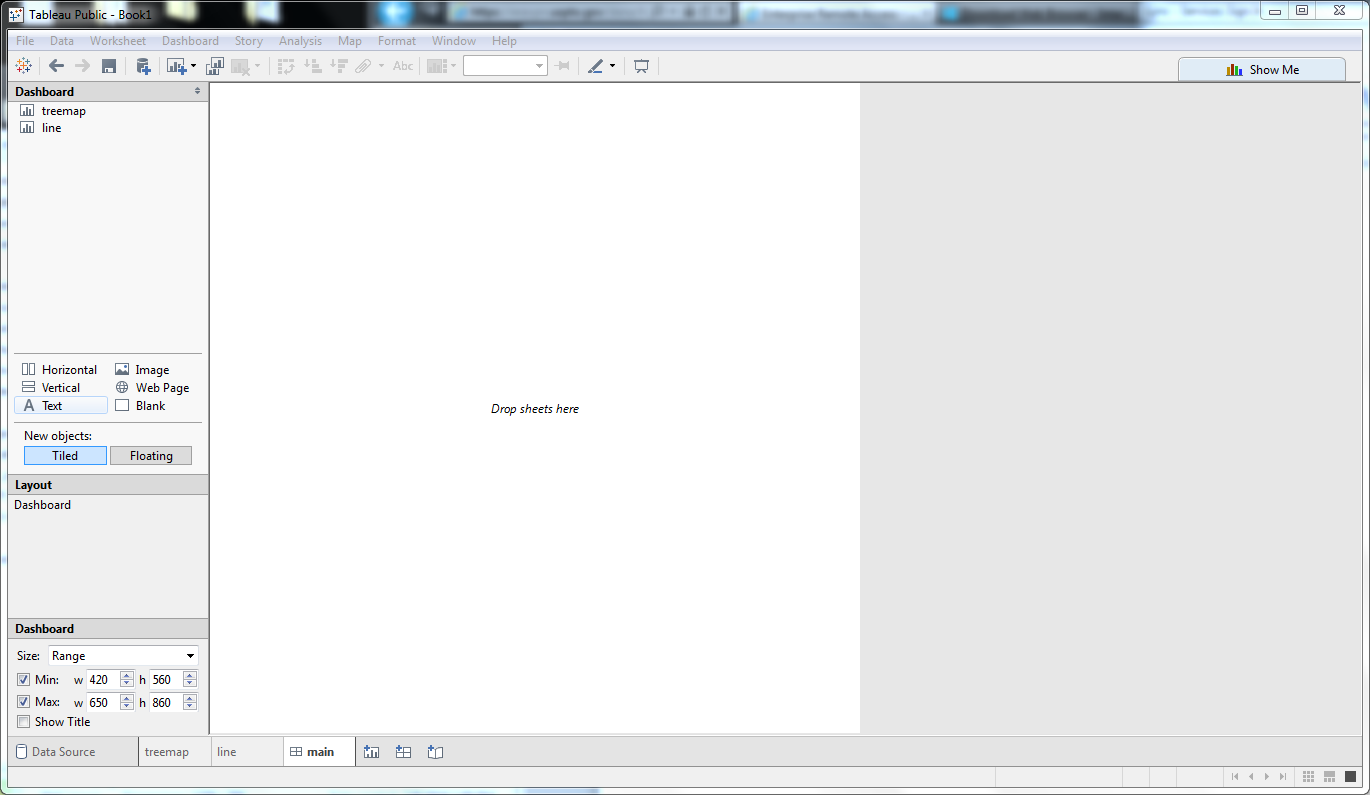 Tableau Public - Book1
File Data Worksheet Dashboard Story Analysis Map Format Window Help
Abc
Show Me
Dashboard
treemap
line
Drop sheets here
Horizontal Image
Vertical Web Page
A Text Blank
New objects:
Tiled Floating
Layout
Dashboard
Dashboard
Size: Range
Min: w 420 h 560
Max: w 650 h 860
Show Title
Data Source treemap line main